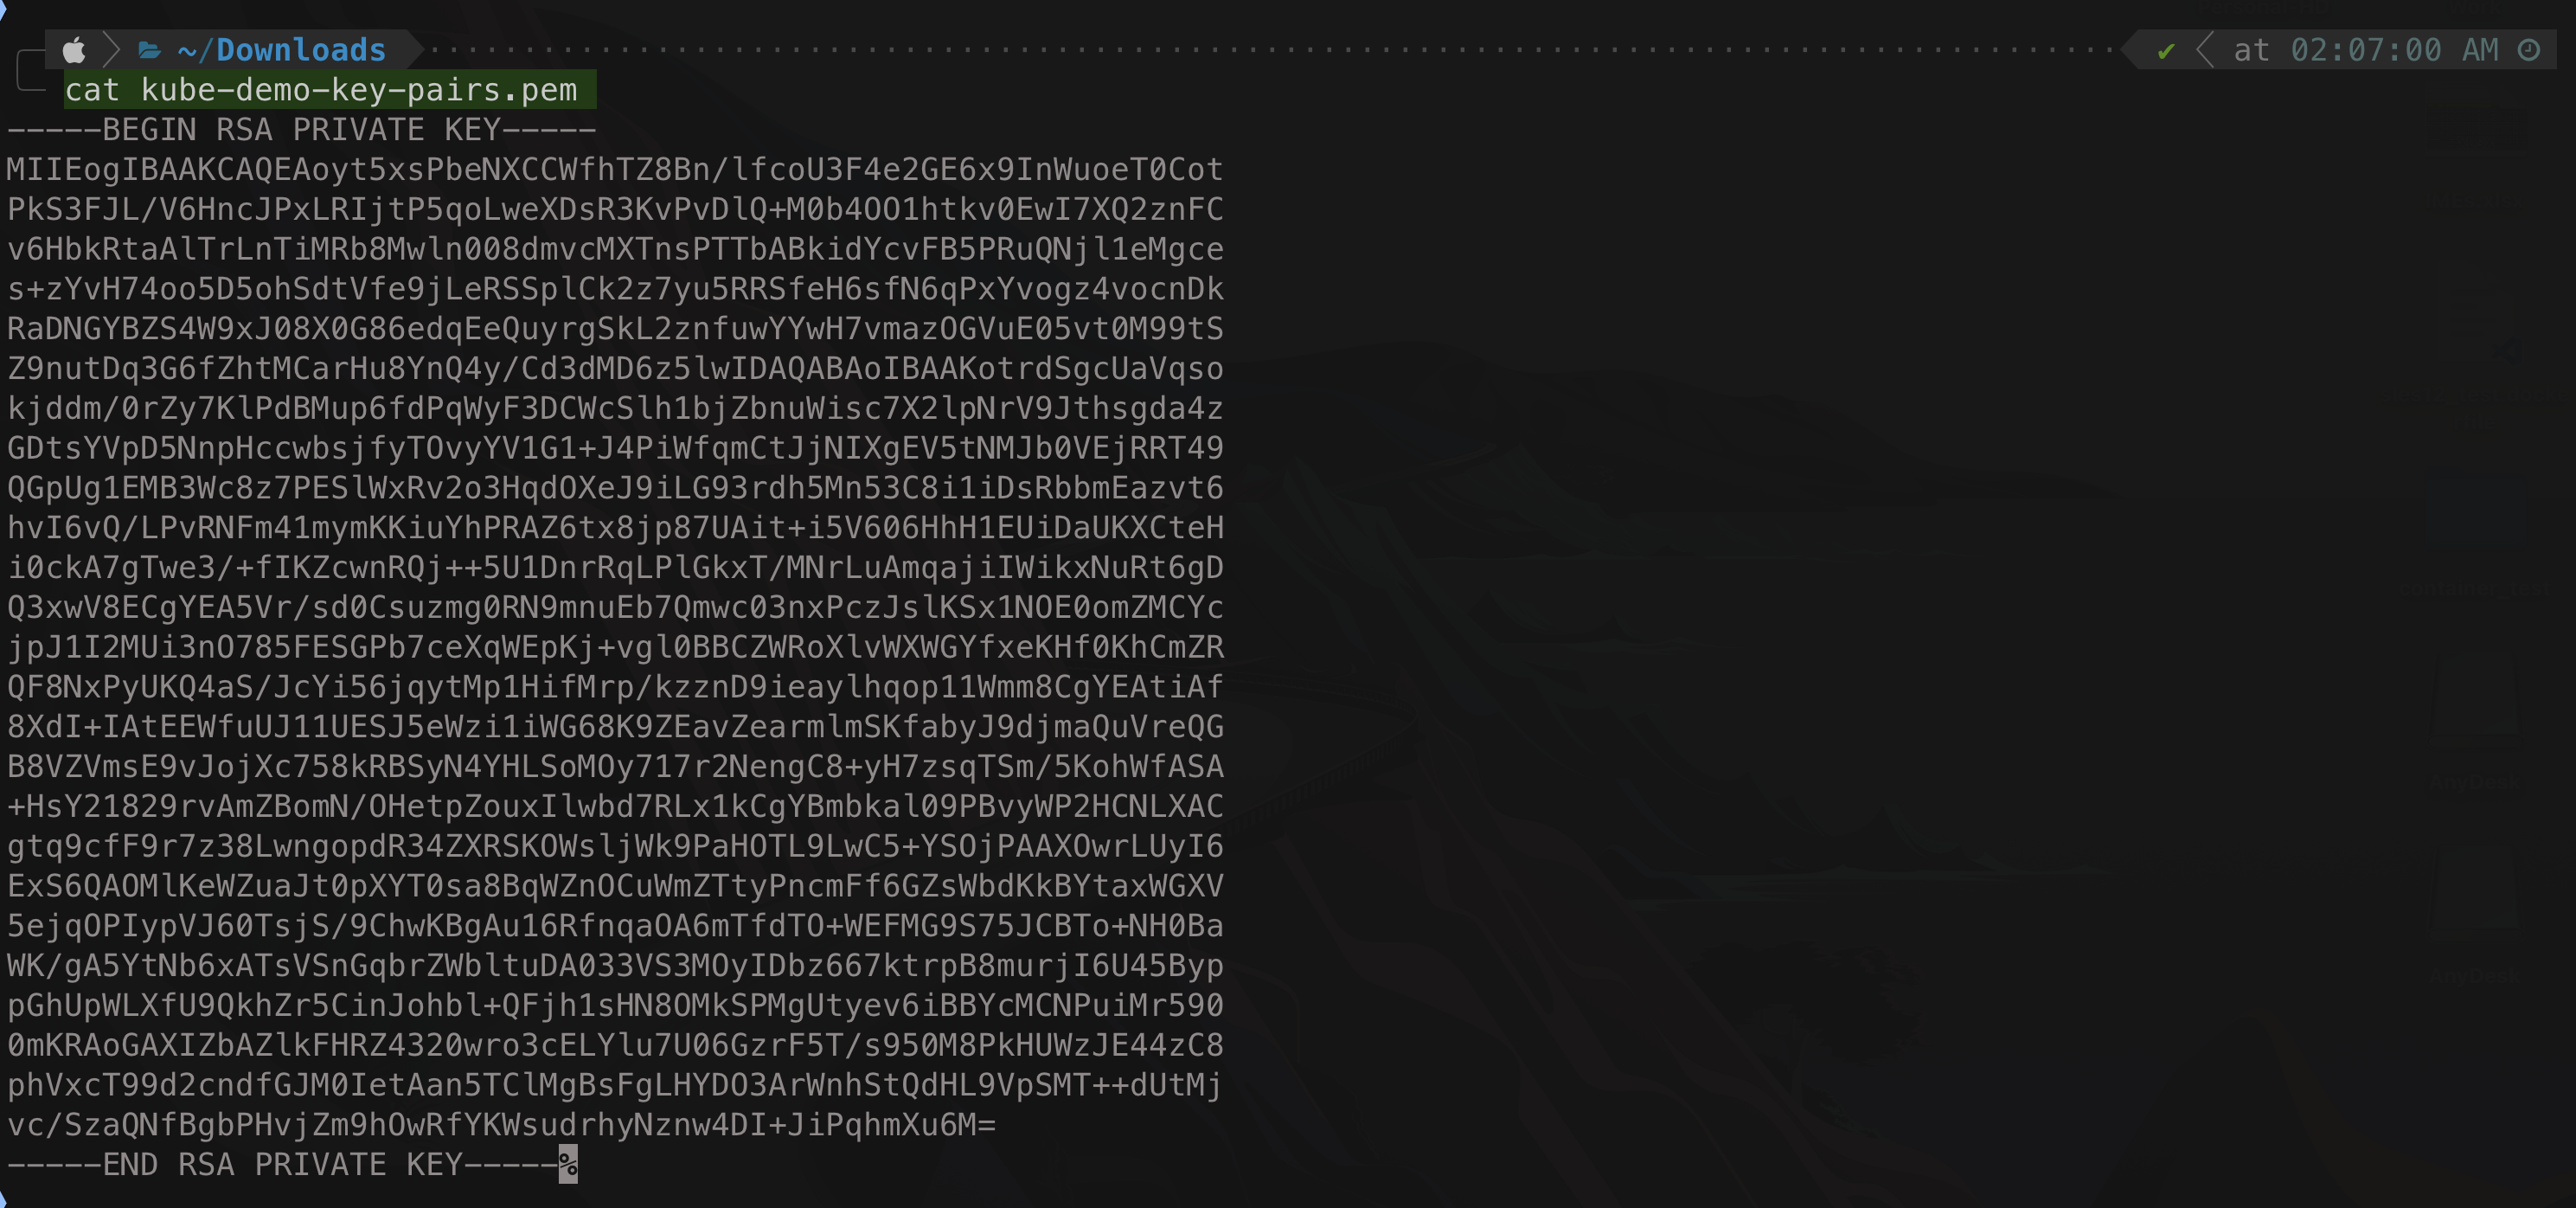 ~/Downloads
✔ at 02:07:00 AM
cat kube-demo-key-pairs.pem
-----BEGIN RSA PRIVATE KEY-----
MIIEogIBAAKCAQEAoyt5xsPbeNXCCWfhTZ8Bn/lfcoU3F4e2GE6x9InWuoeT0Cot
PkS3FJL/V6HncJPxLRIjtP5qoLweXDsR3KvPvDlQ+M0b4OO1htkv0EwI7XQ2znFC
v6HbkRtaAlTrLnTiMRb8Mwln008dmvcMXTnsPTTbABkidYcvFB5PRuQNjl1eMgce
s+zYvH74oo5D5ohSdtVfe9jLeRSSplCk2z7yu5RRSfeH6sfN6qPxYvogz4vocnDk
RaDNGYBZS4W9xJ08X0G86edqEeQuyrgSkL2znfuwYYwH7vmazOGVuE05vt0M99tS
Z9nutDq3G6fZhtMCarHu8YnQ4y/Cd3dMD6z5lwIDAQABAoIBAAKotrdSgcUaVqso
kjddm/0rZy7KlPdBMup6fdPqWyF3DCWcSlh1bjZbnuWisc7X2lpNrV9Jthsgda4z
GDtsYVpD5NnpHccwbsjfyTOvyYV1G1+J4PiWfqmCtJjNIXgEV5tNMJb0VEjRRT49
QGpUg1EMB3Wc8z7PESlWxRv2o3HqdOXeJ9iLG93rdh5Mn53C8i1iDsRbbmEazvt6
hvI6vQ/LPvRNFm41mymKKiuYhPRAZ6tx8jp87UAit+i5V606HhH1EUiDaUKXCteH
i0ckA7gTwe3/+fIKZcwnRQj++5U1DnrRqLPlGkxT/MNrLuAmqajiIWikxNuRt6gD
Q3xwV8ECgYEA5Vr/sd0Csuzmg0RN9mnuEb7Qmwc03nxPczJslKSx1NOE0omZMCYc
jpJ1I2MUi3nO785FESGPb7ceXqWEpKj+vgl0BBCZWRoXlvWXWGYfxeKHf0KhCmZR
QF8NxPyUKQ4aS/JcYi56jqytMp1HifMrp/kzznD9ieaylhqop11Wmm8CgYEAtiAf
8XdI+IAtEEWfuUJ11UESJ5eWzi1iWG68K9ZEavZearmlmSKfabyJ9djmaQuVreQG
B8VZVmsE9vJojXc758kRBSyN4YHLSoMOy717r2NengC8+yH7zsqTSm/5KohWfASA
+HsY21829rvAmZBomN/OHetpZouxIlwbd7RLx1kCgYBmbkal09PBvyWP2HCNLXAC
gtq9cfF9r7z38LwngopdR34ZXRSKOWsljWk9PaHOTL9LwC5+YSOjPAAXOwrLUyI6
ExS6QAOMlKeWZuaJt0pXYT0sa8BqWZnOCuWmZTtyPncmFf6GZsWbdKkBYtaxWGXV
5ejqOPIypVJ60TsjS/9ChwKBgAu16RfnqaOA6mTfdTO+WEFMG9S75JCBTo+NH0Ba
WK/gA5YtNb6xATsVSnGqbrZWbltuDA033VS3MOyIDbz667ktrpB8murjI6U45Byp
pGhUpWLXfU9QkhZr5CinJohbl+QFjh1sHN8OMkSPMgUtyev6iBBYcMCNPuiMr590
0mKRAoGAXIZbAZlkFHRZ4320wro3cELYlu7U06GzrF5T/s950M8PkHUWzJE44zC8
phVxcT99d2cndfGJM0IetAan5TClMgBsFgLHYDO3ArWnhStQdHL9VpSMT++dUtMj
vc/SzaQNfBgbPHvjZm9hOwRfYKWsudrhyNznw4DI+JiPqhmXu6M=
-----END RSA PRIVATE KEY-----%